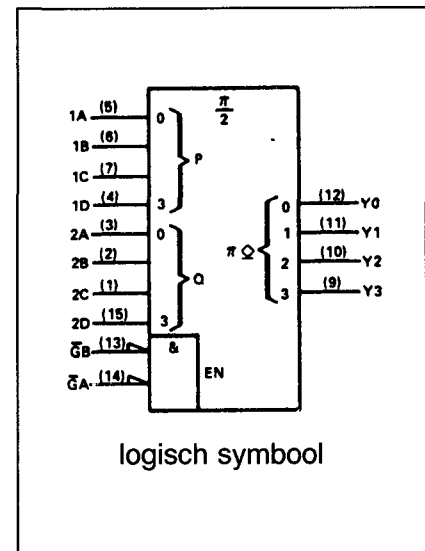 π
2
1A (5) 0
1B (6)
P
1C (7)
1D (4) 3
(12) Y0
0
2A (3) 0
(11) Y1
1
2B (2)
π ◇
(10) Y2
2
Q
2C (1)
(9) Y3
3
2D (15) 3
G̅B (13) &
EN
G̅A (14)
logisch symbool